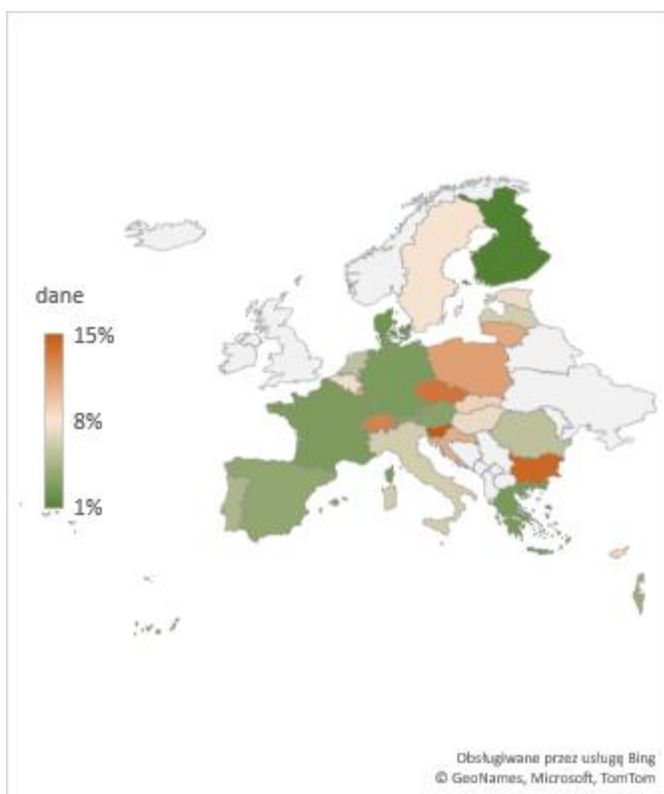 dane
15%
8%
1%
Obsługiwane przez usługę Bing
© GeoNames, Microsoft, TomTom